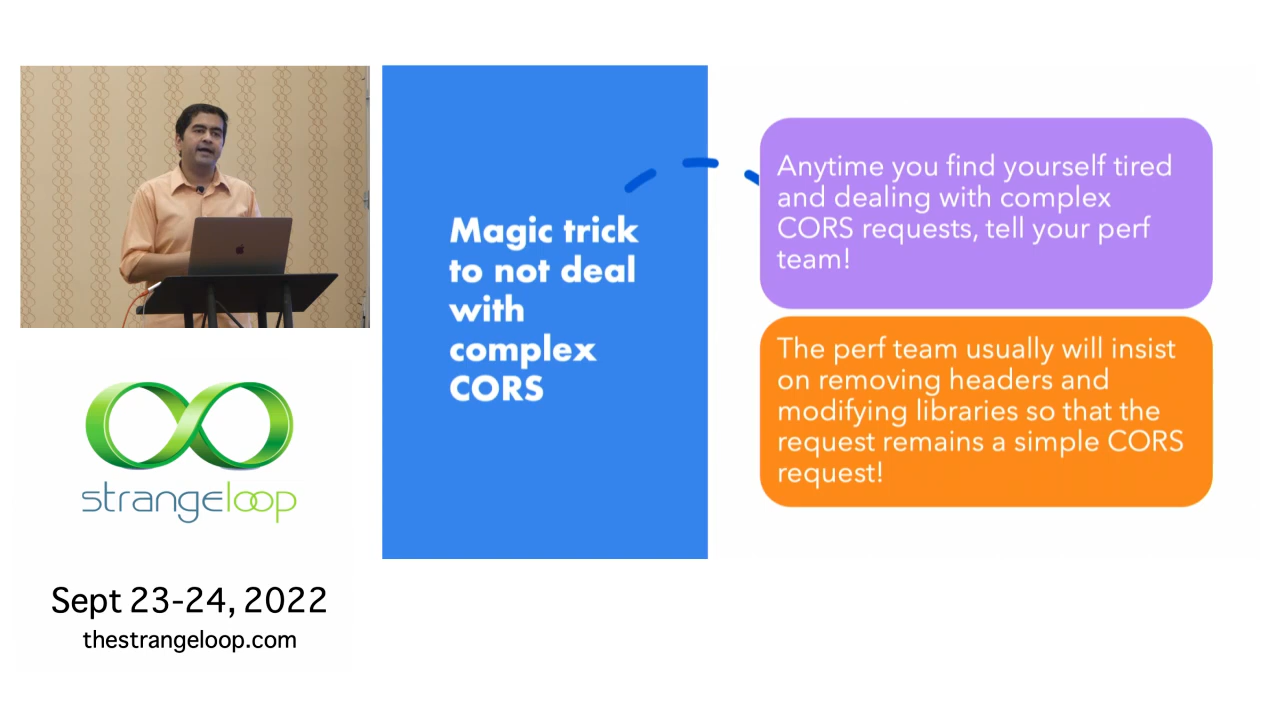 Magic trick
to not deal
with
complex
CORS
Anytime you find yourself tired
and dealing with complex
CORS requests, tell your perf
team!
The perf team usually will insist
on removing headers and
modifying libraries so that the
request remains a simple CORS
request!
strangeloop
Sept 23-24, 2022
thestrangeloop.com